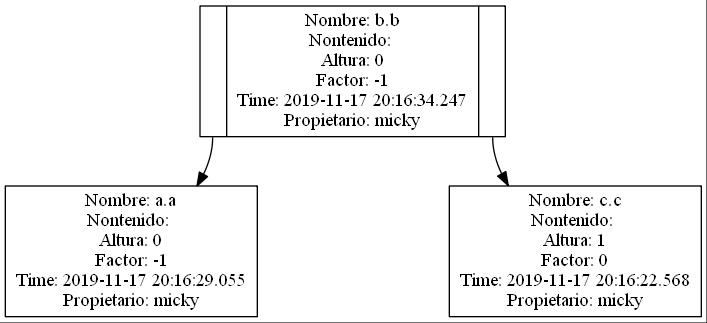 Nombre: b.b
Nontenido:
Altura: 0
Factor: -1
Time: 2019-11-17 20:16:34.247
Propietario: micky
Nombre: a.a
Nontenido:
Altura: 0
Factor: -1
Time: 2019-11-17 20:16:29.055
Propietario: micky
Nombre: c.c
Nontenido:
Altura: 1
Factor: 0
Time: 2019-11-17 20:16:22.568
Propietario: micky